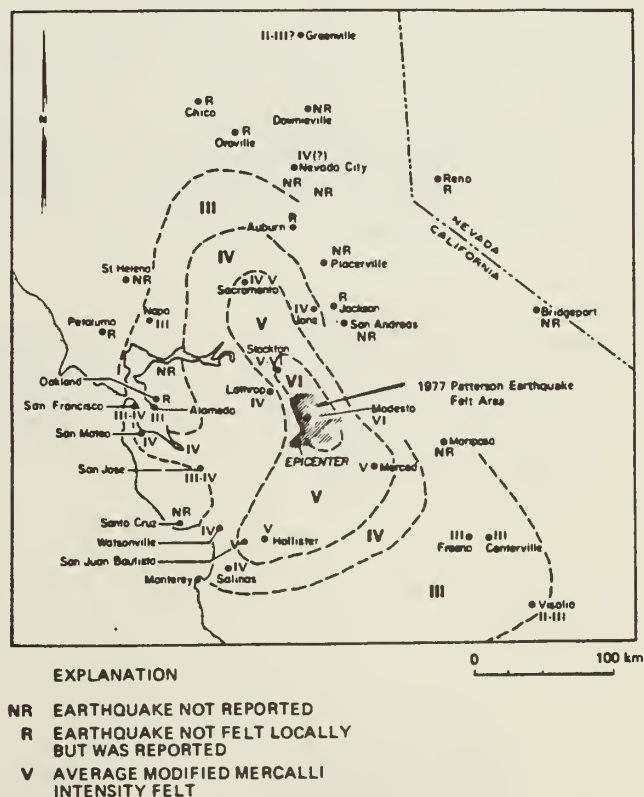 II-III?
Greenville
R
Chico
NR
Downieville
R
Oroville
IV(?)
Nevada City
NR
NR
Reno
R
N
III
R
Auburn
NEVADA
CALIFORNIA
IV
NR
Placerville
St Helena
NR
IV V
Sacramento
R
Jackson
IV
Ione
San Andreas
NR
Bridgeport
NR
Napa
III
Petaluma
R
V
Stockton
V-VI
NR
VI
Lathrop
IV
1977 Patterson Earthquake
Felt Area
Modesto
VI
Oakland
R
San Francisco
III-IV
III
Alameda
San Mateo
IV
IV
EPICENTER
Mariposa
NR
San Jose
III-IV
V
Merced
V
NR
Santo Cruz
IV
Watsonville
V
V
Hollister
IV
III
Fresno
III
Centerville
San Juan Bautista
IV
Salinas
Monterey
III
Visalia
II-III
0
100 km
EXPLANATION
NR EARTHQUAKE NOT REPORTED
R EARTHQUAKE NOT FELT LOCALLY
BUT WAS REPORTED
V AVERAGE MODIFIED MERCALLI
INTENSITY FELT